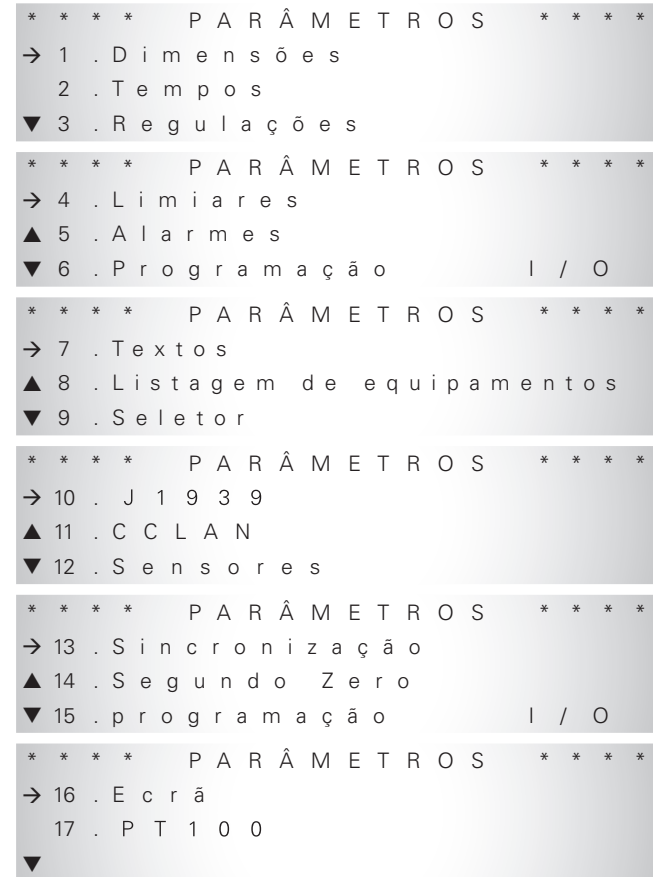 * * * * PARÂMETROS * * * *
→ 1 .Dimensões
2 .Tempos
▼ 3 .Regulações
* * * * PARÂMETROS * * * *
→ 4 .Limiares
▲ 5 .Alarmes
▼ 6 .Programação I / O
* * * * PARÂMETROS * * * *
→ 7 .Textos
▲ 8 .Listagem de equipamentos
▼ 9 .Seletor
* * * * PARÂMETROS * * * *
→ 10 . J1939
▲ 11 .CCLAN
▼ 12 .Sensores
* * * * PARÂMETROS * * * *
→ 13 .Sincronização
▲ 14 .Segundo Zero
▼ 15 .programação I / O
* * * * PARÂMETROS * * * *
→ 16 .Ecrã
17 . PT100
▼